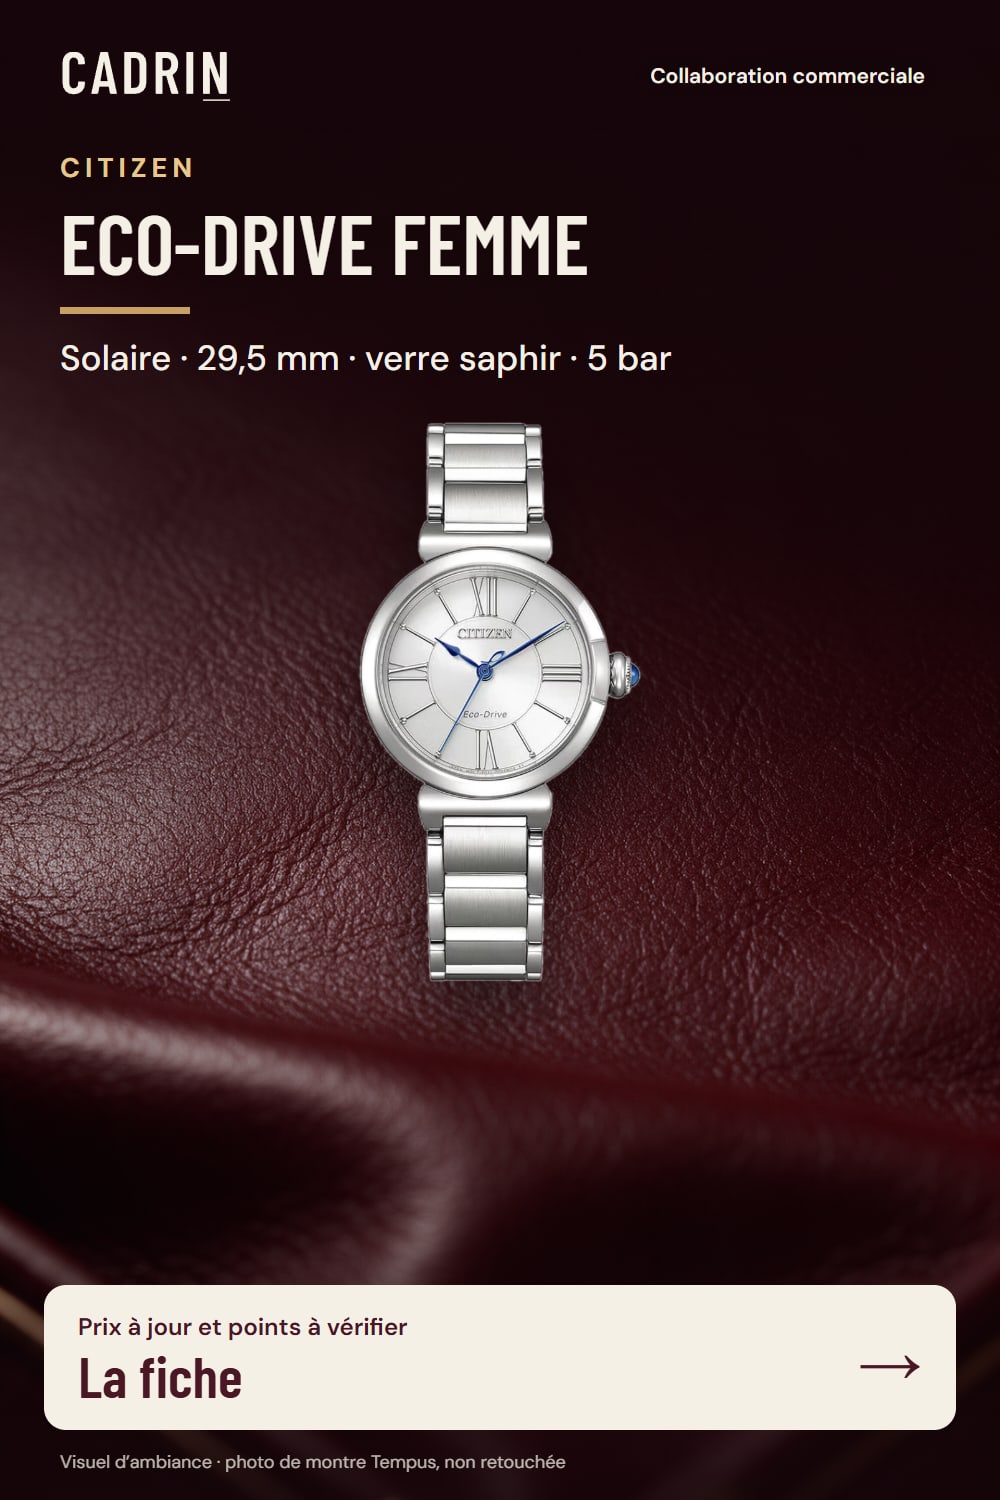 CADRIN
Collaboration commerciale
CITIZEN
ECO-DRIVE FEMME
Solaire · 29,5 mm · verre saphir · 5 bar
XII
CITIZEN
Eco-Drive
Prix à jour et points à vérifier
La fiche →
Visuel d’ambiance · photo de montre Tempus, non retouchée